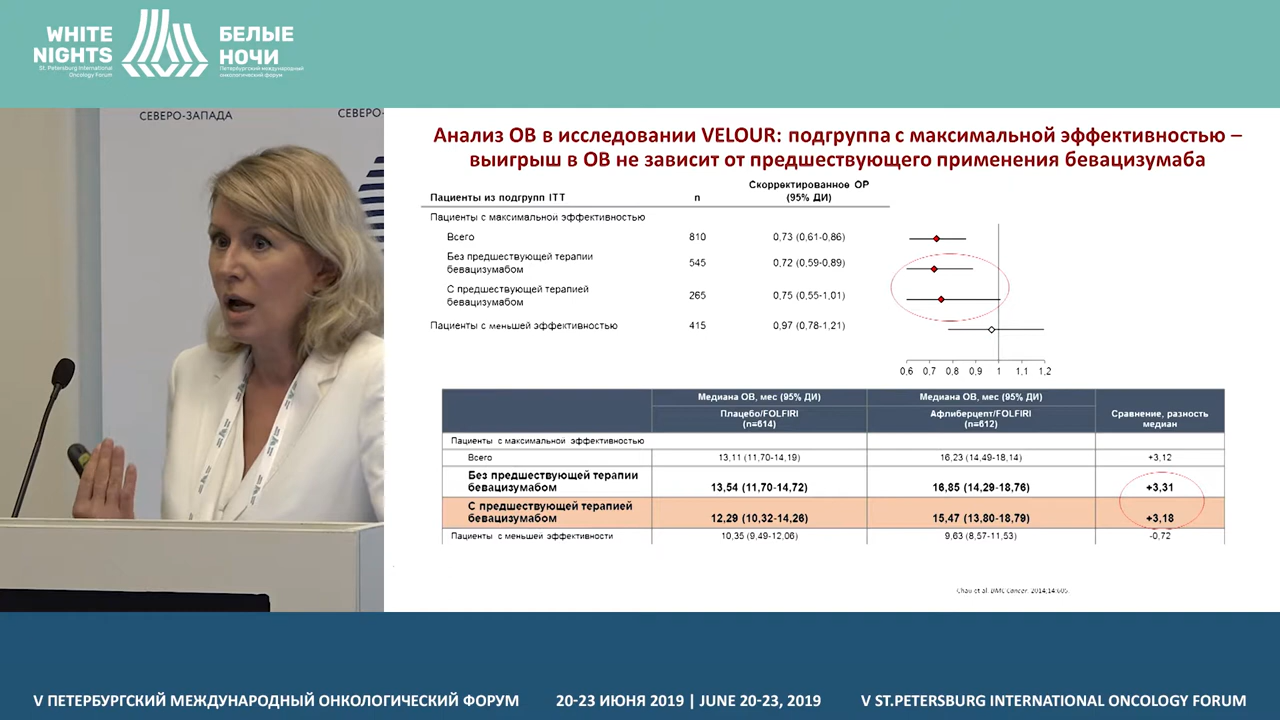 WHITE
NIGHTS
St. Petersburg International
Oncology Forum
БЕЛЫЕ
НОЧИ
Петербургский международный
онкологический форум
СЕВЕРО-ЗАПАДА
СЕВЕРО-
Анализ ОВ в исследовании VELOUR: подгруппа с максимальной эффективностью –
выигрыш в ОВ не зависит от предшествующего применения бевацизумаба
Пациенты из подгрупп ITT n Скорректированное ОР (95% ДИ)
Пациенты с максимальной эффективностью
Всего 810 0,73 (0,61-0,86)
Без предшествующей терапии
бевацизумабом 545 0,72 (0,59-0,89)
С предшествующей терапией
бевацизумабом 265 0,75 (0,55-1,01)
Пациенты с меньшей эффективностью 415 0,97 (0,78-1,21)
0,6 0,7 0,8 0,9 1 1,1 1,2
Медиана ОВ, мес (95% ДИ) Медиана ОВ, мес (95% ДИ)
Плацебо/FOLFIRI
(n=614)
Афлиберцепт/FOLFIRI
(n=612)
Сравнение, разность
медиан
Пациенты с максимальной эффективностью
Всего 13,11 (11,70-14,19) 16,23 (14,49-18,14) +3,12
Без предшествующей терапии
бевацизумабом 13,54 (11,70-14,72) 16,85 (14,29-18,76) +3,31
С предшествующей терапией
бевацизумабом 12,29 (10,32-14,26) 15,47 (13,80-18,79) +3,18
Пациенты с меньшей эффективности 10,35 (9,49-12,06) 9,63 (8,57-11,53) -0,72
Chau et al. BMC Cancer. 2014;14:605.
V ПЕТЕРБУРГСКИЙ МЕЖДУНАРОДНЫЙ ОНКОЛОГИЧЕСКИЙ ФОРУМ 20-23 ИЮНЯ 2019 | JUNE 20-23, 2019 V ST.PETERSBURG INTERNATIONAL ONCOLOGY FORUM